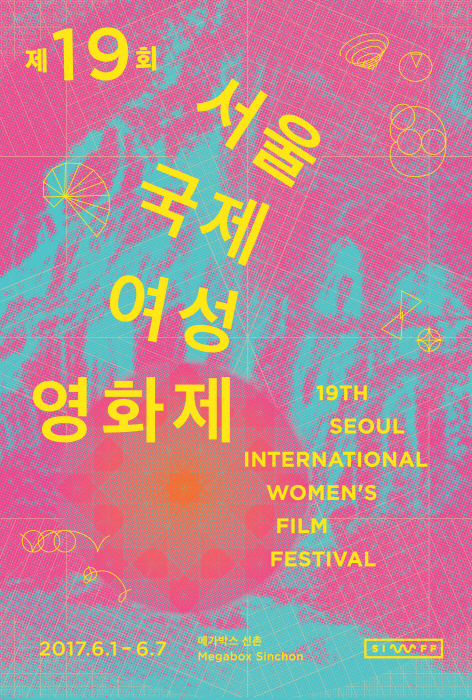 제19회
서울
국제
여성
영화제
19TH
SEOUL
INTERNATIONAL
WOMEN'S
FILM
FESTIVAL
2017.6.1 – 6.7
메가박스 신촌
Megabox Sinchon
SIWFF